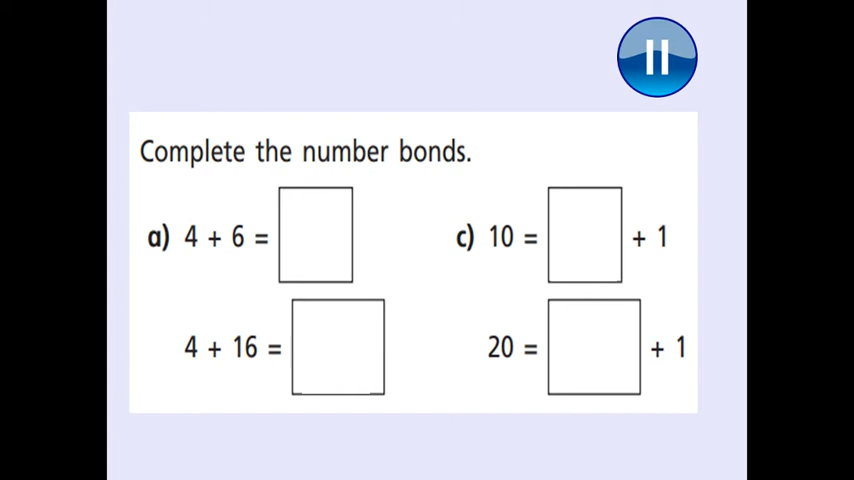 Complete the number bonds.
a) 4 + 6 =
4 + 16 =
c) 10 = + 1
20 = + 1